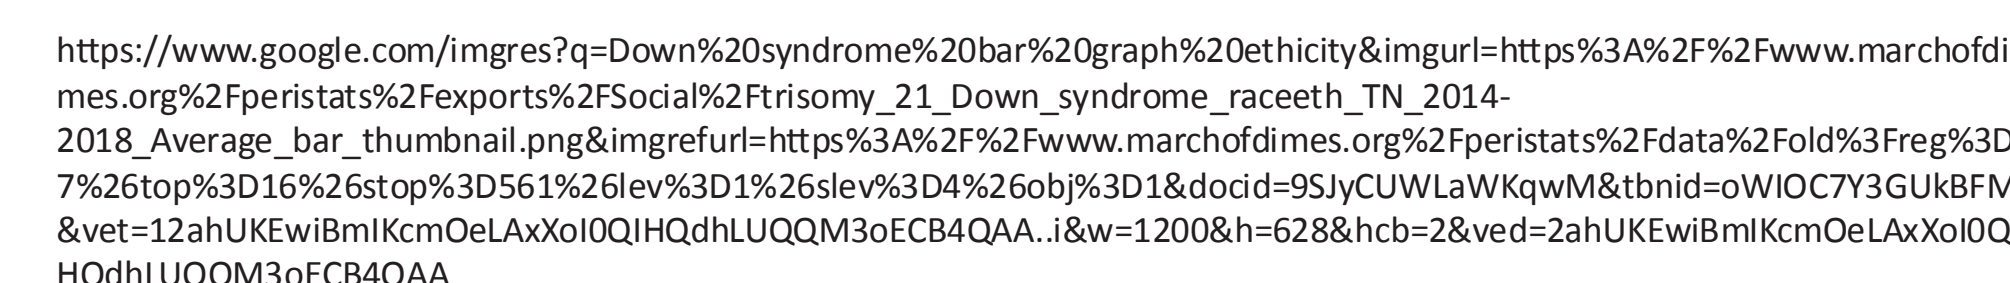 https://www.google.com/imgres?q=Down%20syndrome%20bar%20graph%20ethicity&imgurl=https%3A%2F%2Fwww.marchofdi
mes.org%2Fperistats%2Fexports%2FSocial%2Ftrisomy_21_Down_syndrome_raceeth_TN_2014-
2018_Average_bar_thumbnail.png&imgrefurl=https%3A%2F%2Fwww.marchofdimes.org%2Fperistats%2Fdata%2Fold%3Freg%3D
7%26top%3D16%26stop%3D561%26lev%3D1%26slev%3D4%26obj%3D1&docid=9SJyCUWLaWKqwM&tbnid=oWIOC7Y3GUkBFM
&vet=12ahUKEwiBmIKcmOeLAxXoI0QIHQdhLUQQM3oECB4QAA..i&w=1200&h=628&hcb=2&ved=2ahUKEwiBmIKcmOeLAxXoI0Q
HQdhLUQQM3oECB4QAA